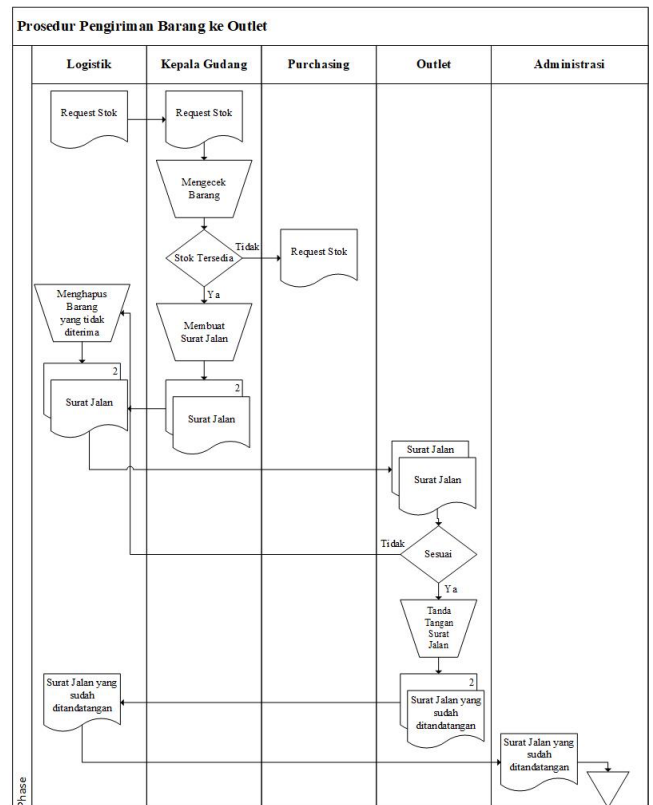 Prosedur Pengiriman Barang ke Outlet
Logistik
Kepala Gudang
Purchasing
Outlet
Administrasi
Request Stok
Request Stok
Mengecek
Barang
Stok Tersedia
Tidak
Request Stok
Ya
Menghapus
Barang
yang tidak
diterima
Membuat
Surat Jalan
2
Surat Jalan
2
Surat Jalan
Surat Jalan
Surat Jalan
Tidak
Sesuai
Ya
Tanda
Tangan
Surat
Jalan
Surat Jalan yang
sudah
ditandatangan
2
Surat Jalan yang
sudah
ditandatangan
Surat Jalan yang
sudah
ditandatangan
Phase